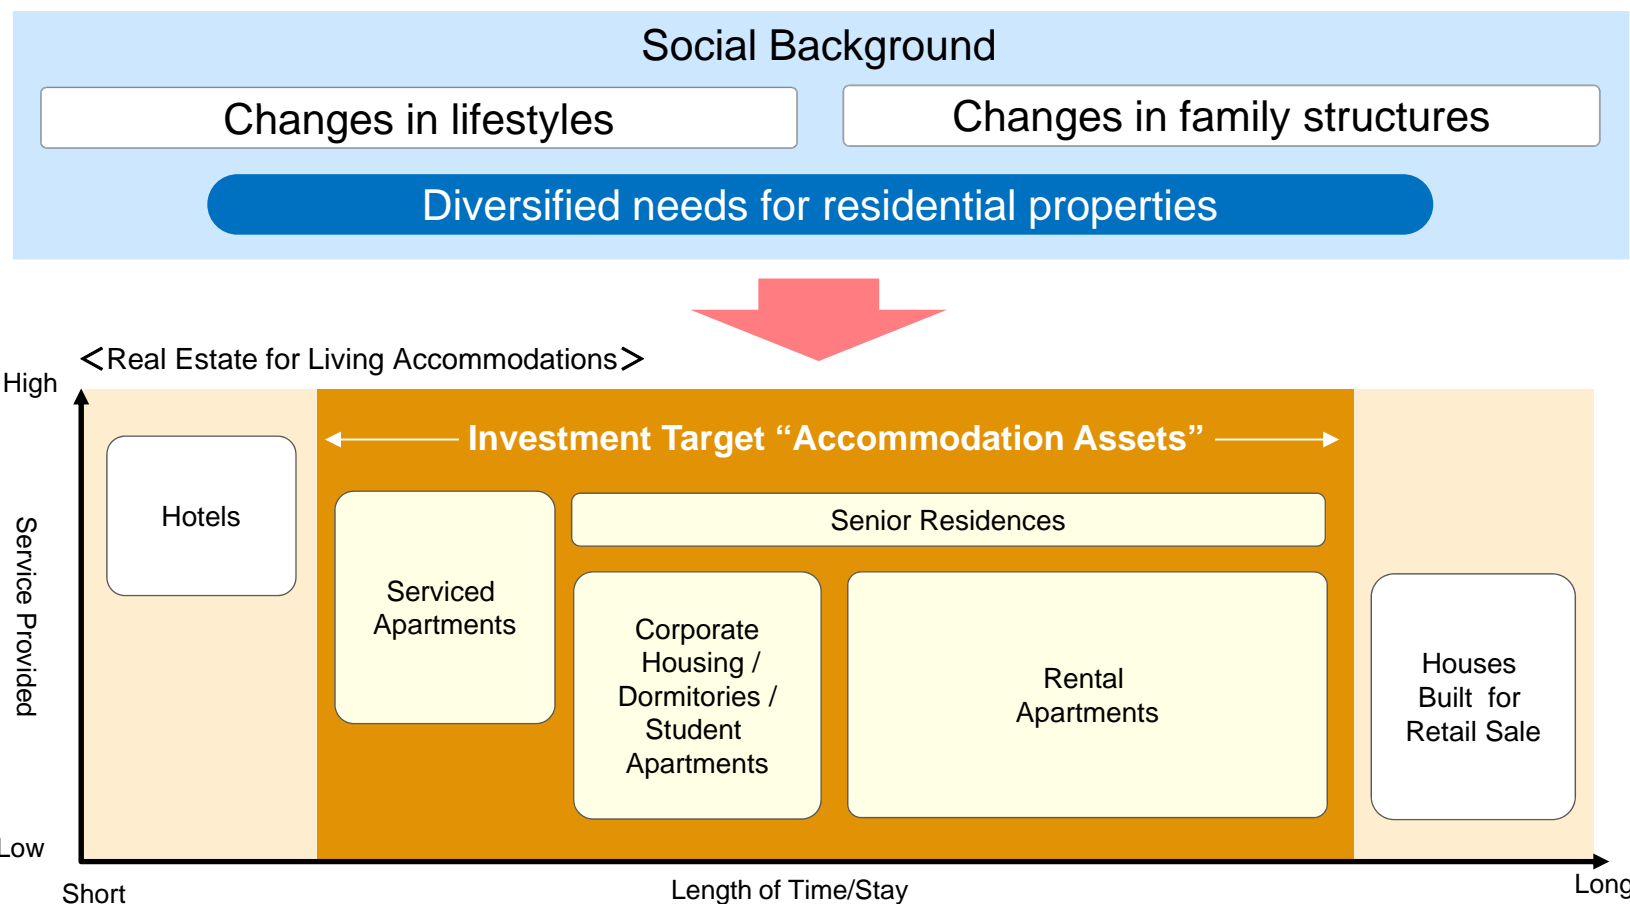 Social Background
Changes in lifestyles
Changes in family structures
Diversified needs for residential properties
＜Real Estate for Living Accommodations＞
High
Investment Target “Accommodation Assets”
Hotels
Serviced
Apartments
Senior Residences
Corporate
Housing /
Dormitories /
Student
Apartments
Rental
Apartments
Houses
Built for
Retail Sale
Service Provided
Low
Short
Length of Time/Stay
Long